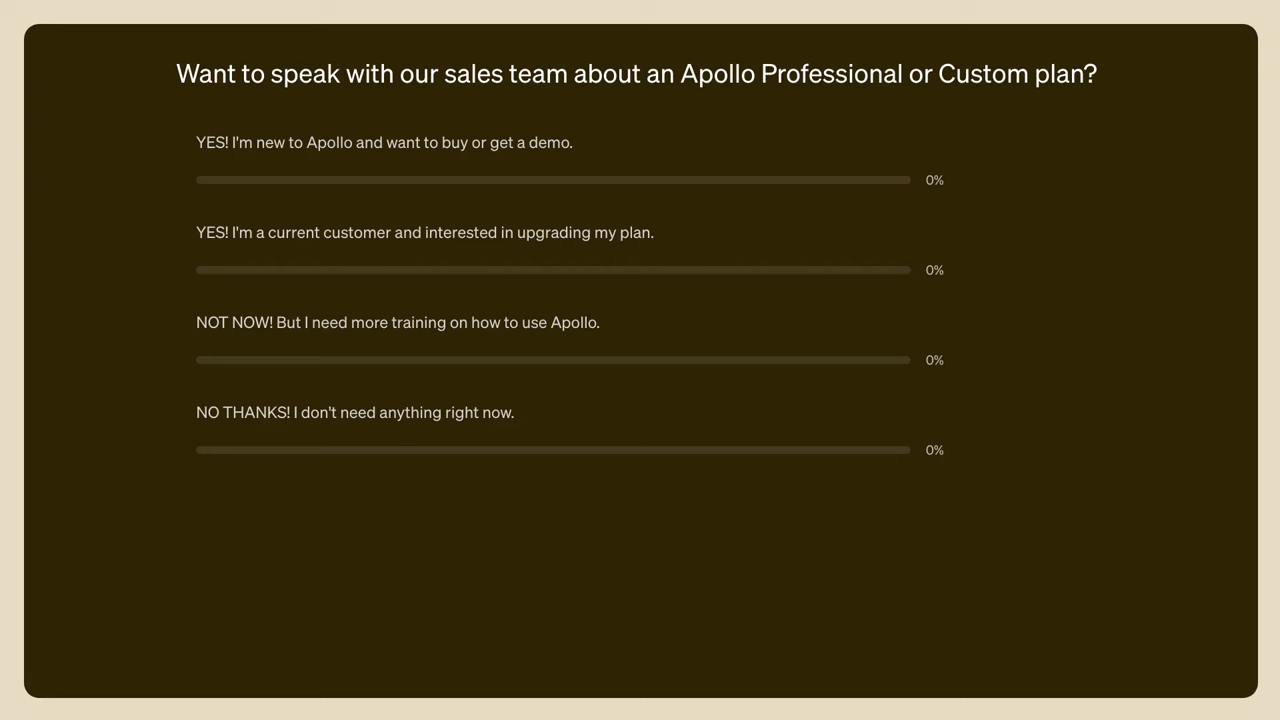 Want to speak with our sales team about an Apollo Professional or Custom plan?
YES! I'm new to Apollo and want to buy or get a demo.
0%
YES! I'm a current customer and interested in upgrading my plan.
0%
NOT NOW! But I need more training on how to use Apollo.
0%
NO THANKS! I don't need anything right now.
0%